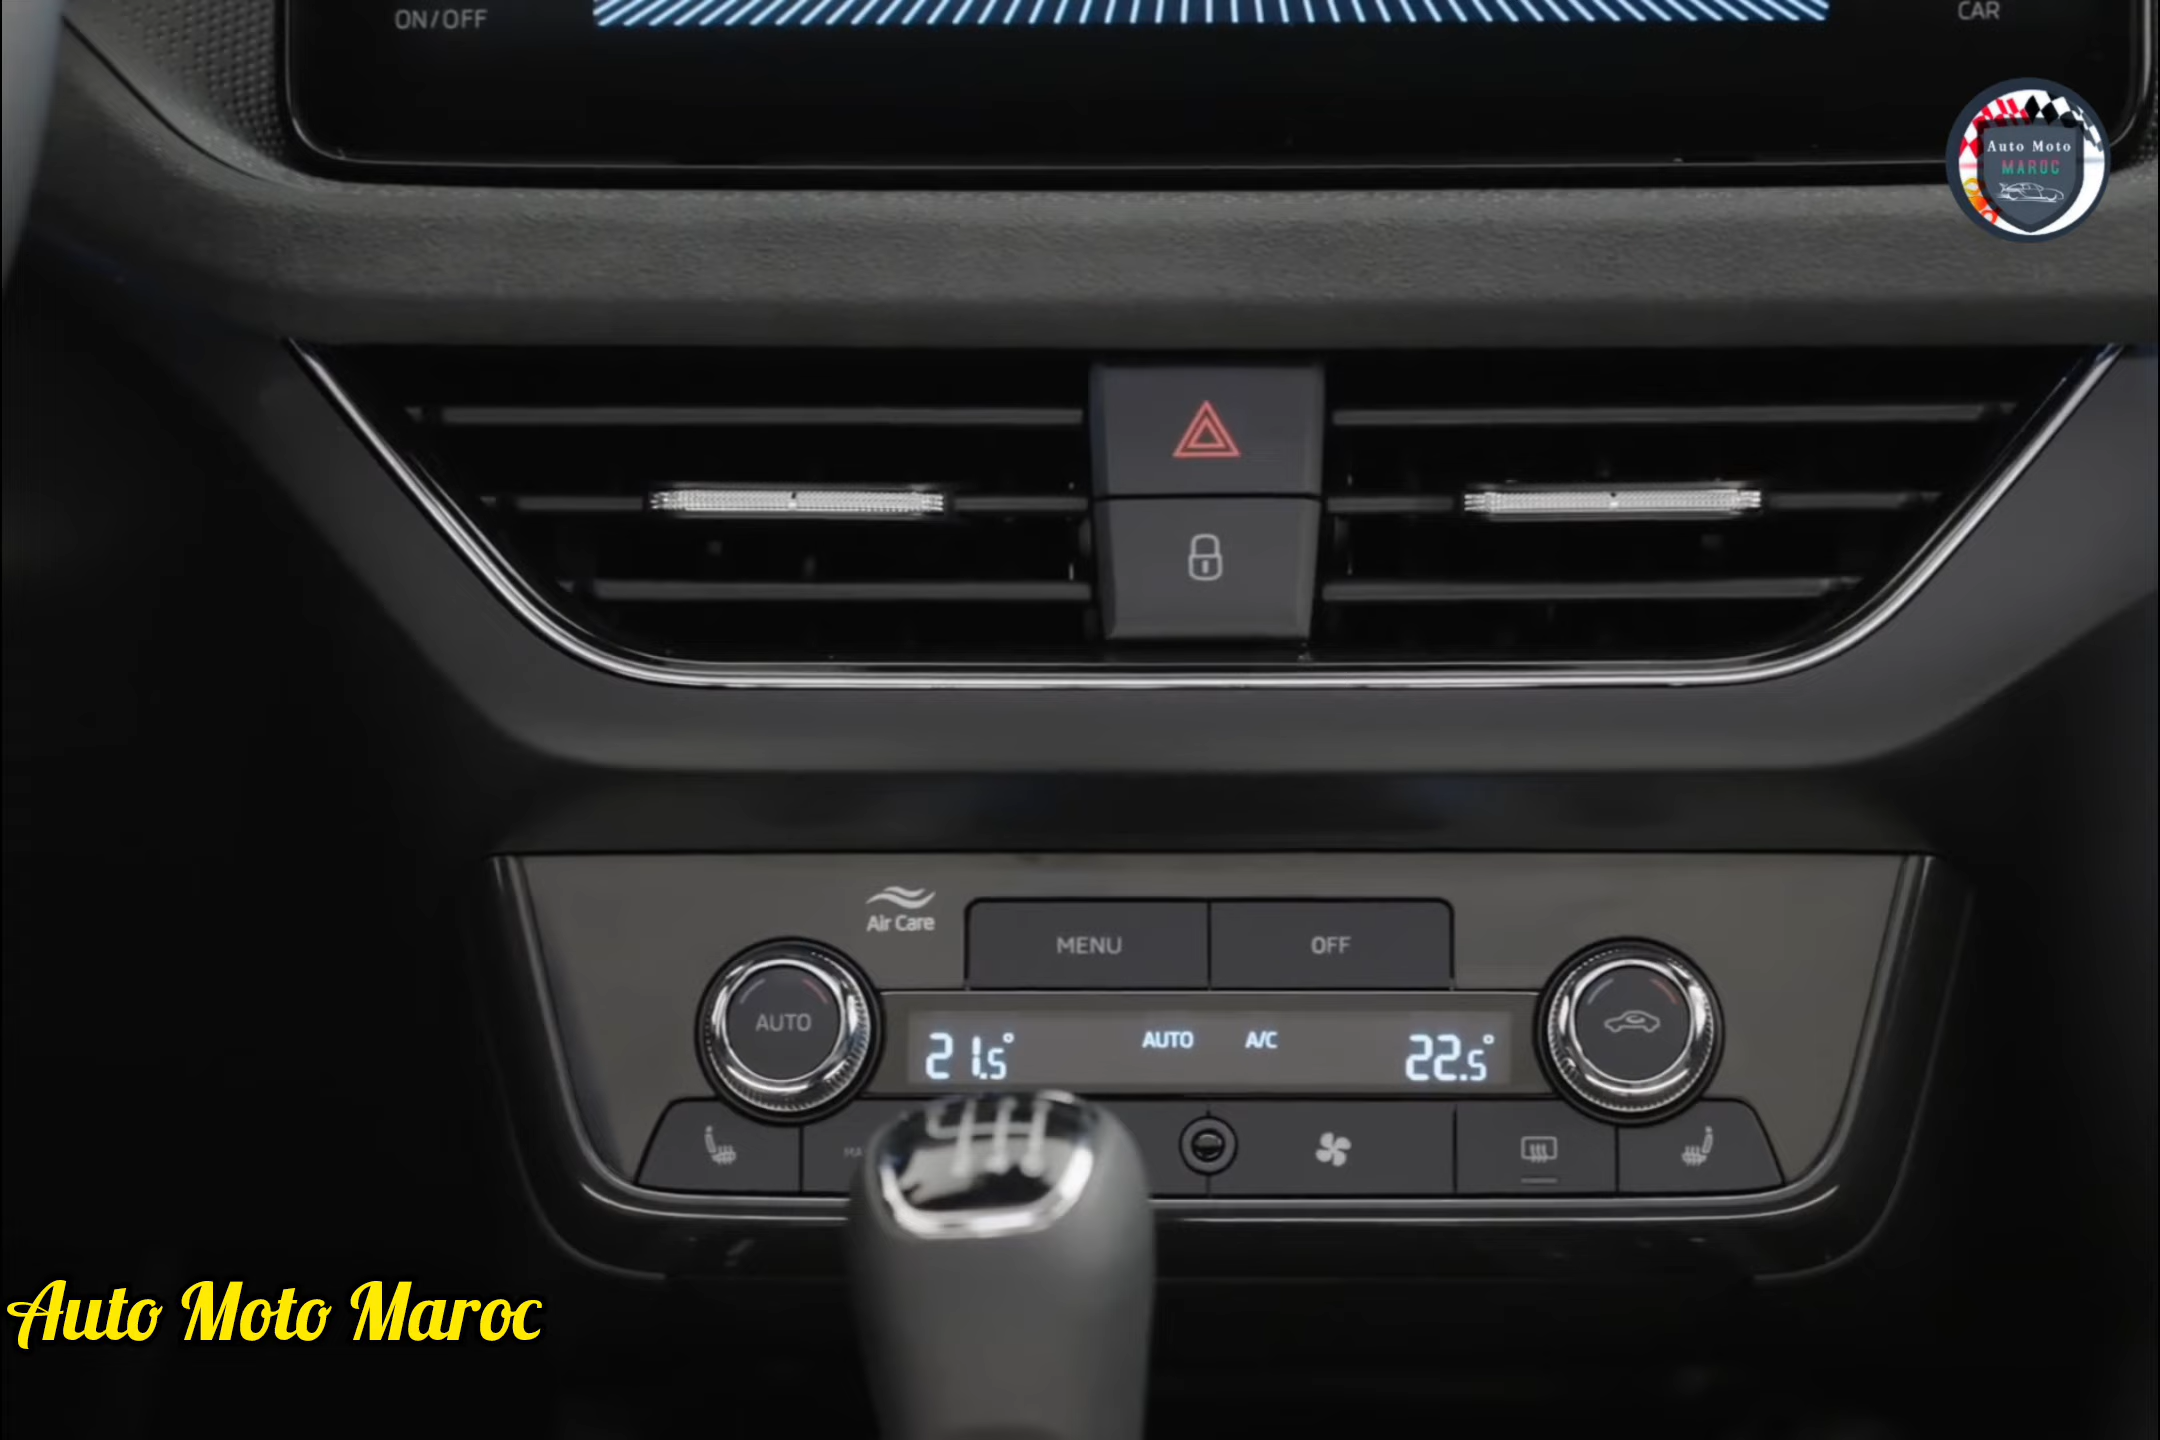 ON/OFF
CAR
Auto Moto
MAROC
Air Care
MENU
OFF
AUTO
21.5°
AUTO
A/C
22.5°
Auto Moto Maroc